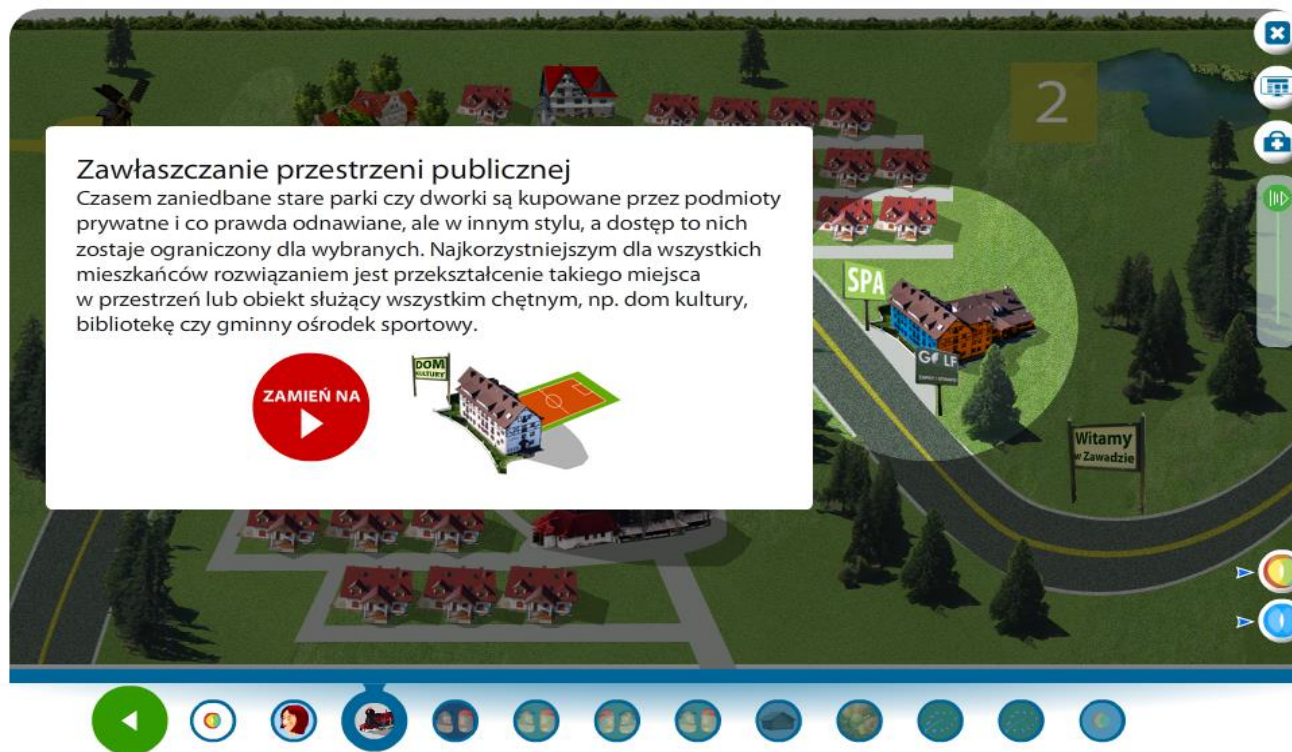 2
Zawłaszczanie przestrzeni publicznej
Czasem zaniedbane stare parki czy dworki są kupowane przez podmioty
prywatne i co prawda odnawiane, ale w innym stylu, a dostęp to nich
zostaje ograniczony dla wybranych. Najkorzystniejszym dla wszystkich
mieszkańców rozwiązaniem jest przekształcenie takiego miejsca
w przestrzeń lub obiekt służący wszystkim chętnym, np. dom kultury,
bibliotekę czy gminny ośrodek sportowy.
ZAMIEŃ NA
DOM
KULTURY
SPA
GOLF
Witamy
w Zawadzie